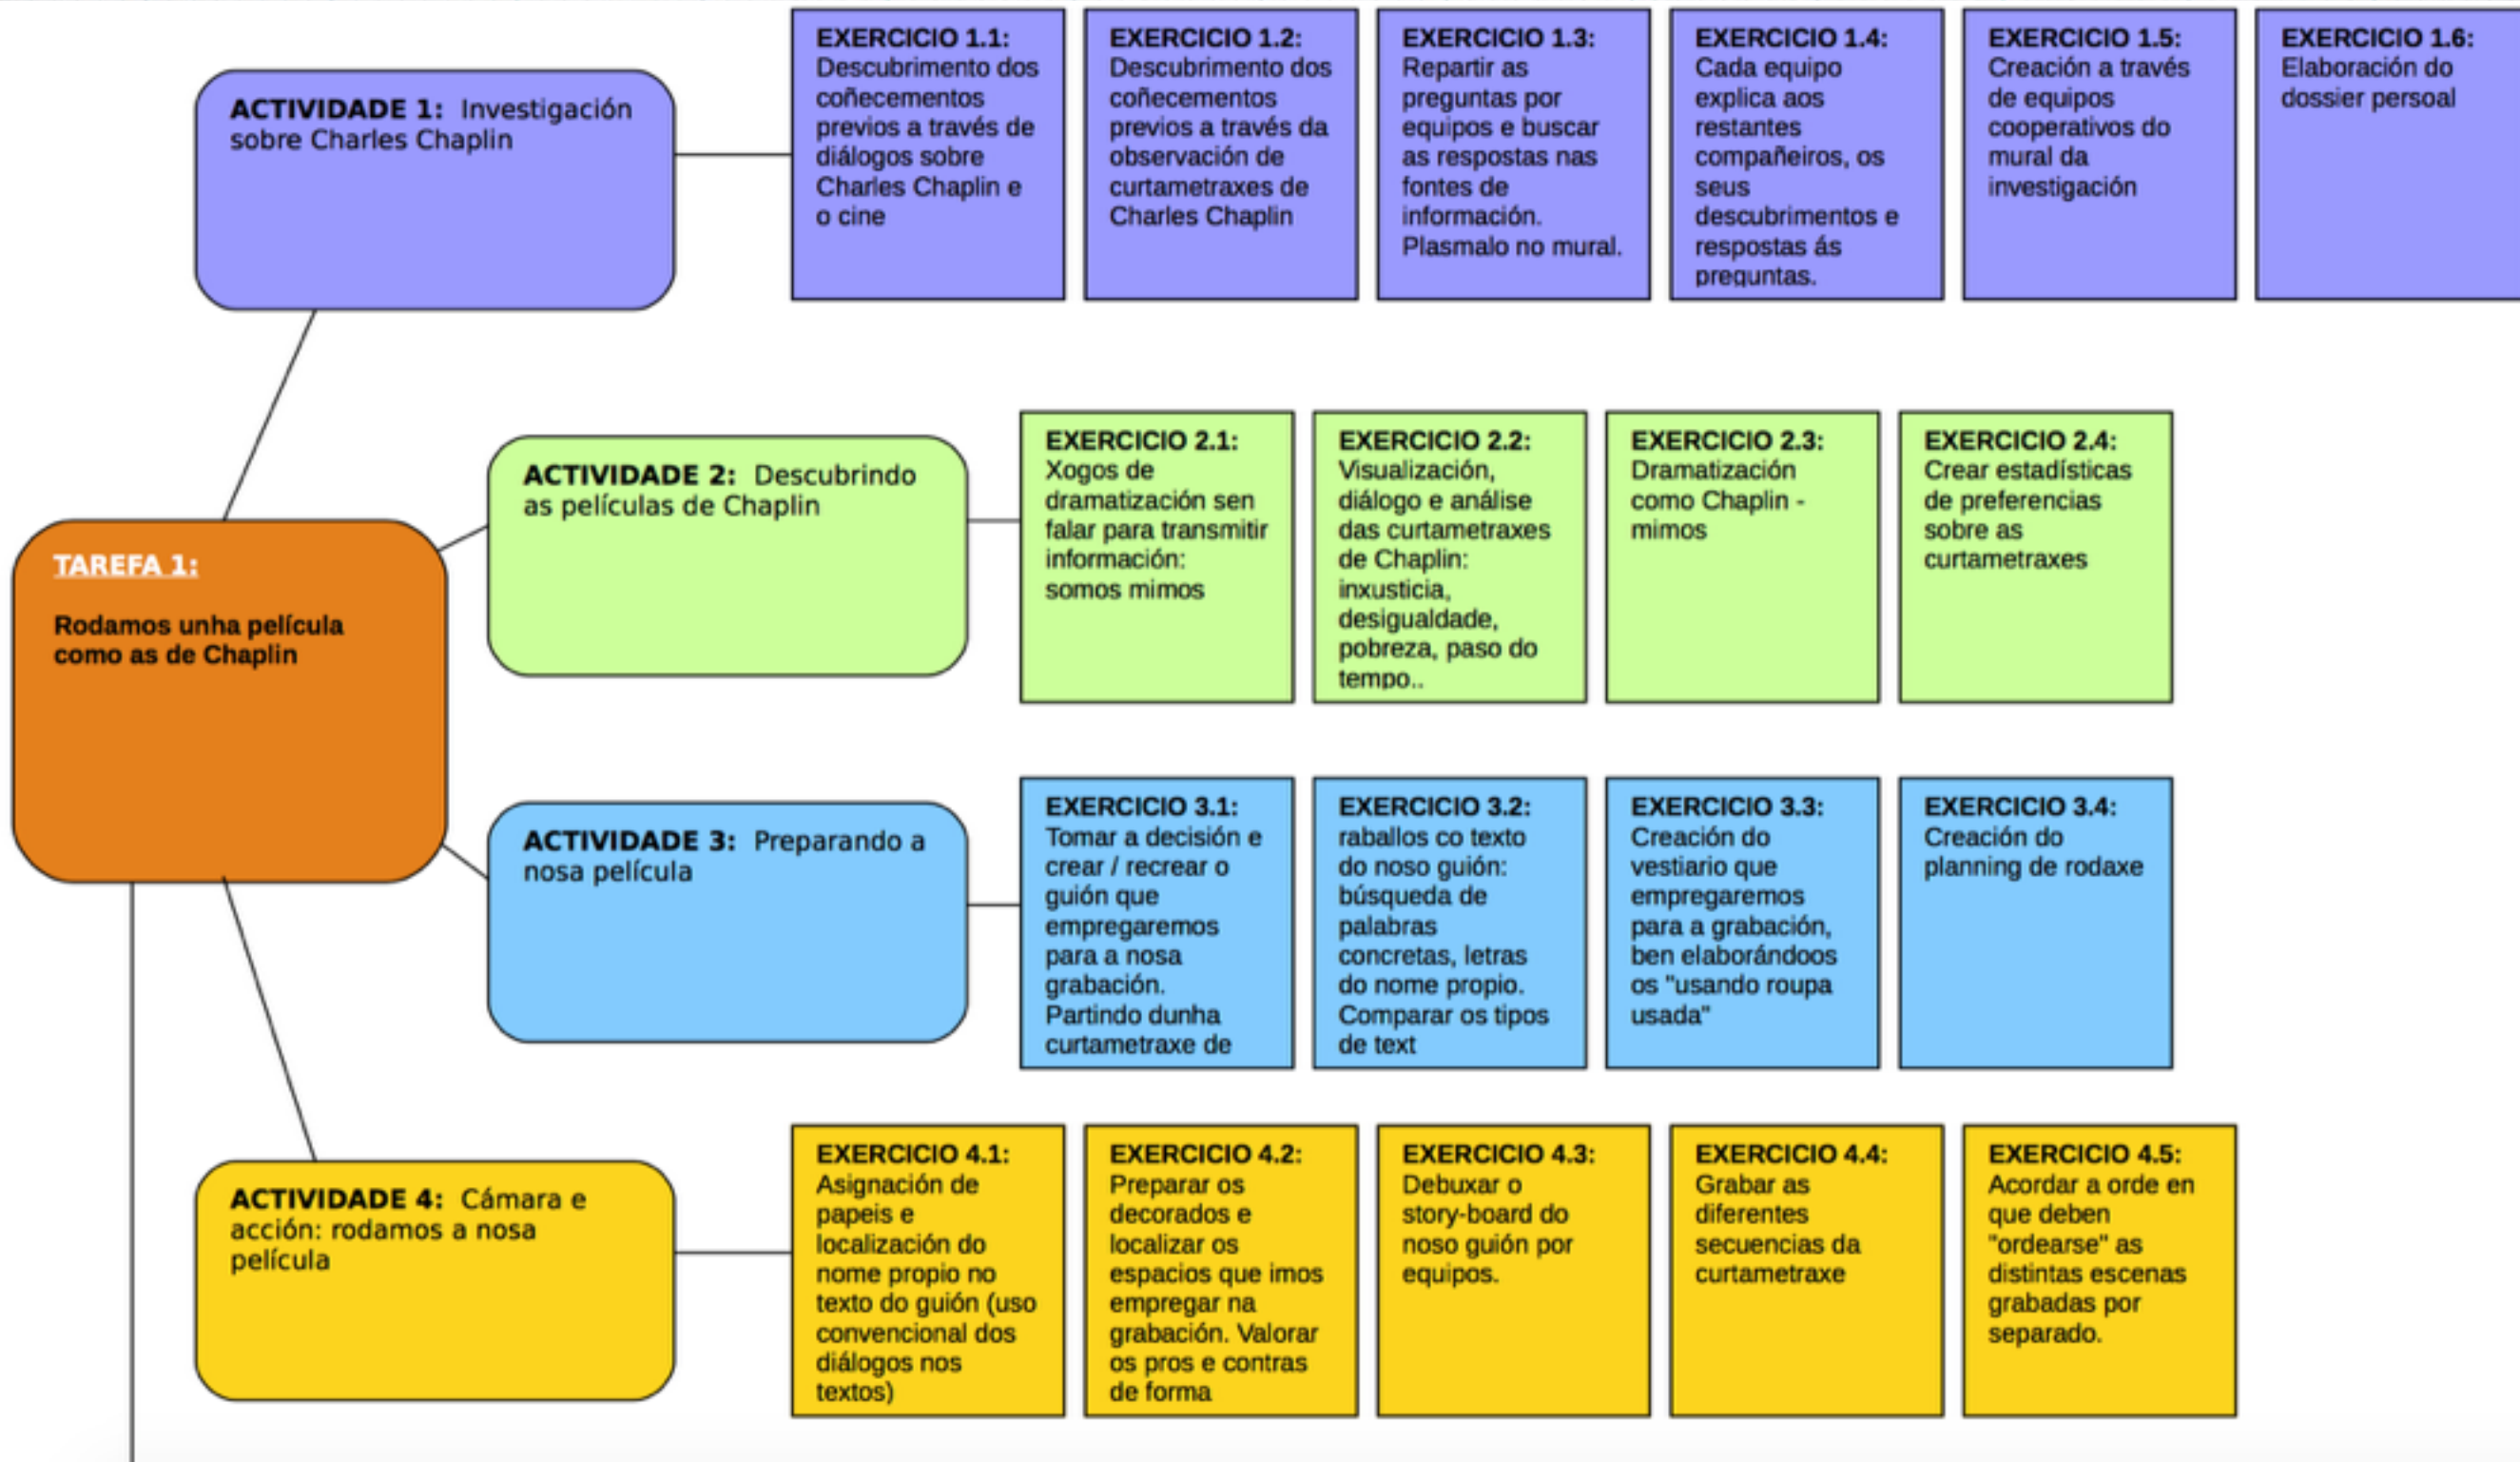 EXERCICIO 1.1:
Descubrimento dos
coñecementos
previos a través de
diálogos sobre
Charles Chaplin e
o cine
EXERCICIO 1.2:
Descubrimento dos
coñecementos
previos a través da
observación de
curtametraxes de
Charles Chaplin
EXERCICIO 1.3:
Repartir as
preguntas por
equipos e buscar
as respostas nas
fontes de
información.
Plasmalo no mural.
EXERCICIO 1.4:
Cada equipo
explica aos
restantes
compañeiros, os
seus
descubrimentos e
respostas ás
preguntas.
EXERCICIO 1.5:
Creación a través
de equipos
cooperativos do
mural da
investigación
EXERCICIO 1.6:
Elaboración do
dossier persoal
ACTIVIDADE 1: Investigación
sobre Charles Chaplin
ACTIVIDADE 2: Descubrindo
as películas de Chaplin
EXERCICIO 2.1:
Xogos de
dramatización sen
falar para transmitir
información:
somos mimos
EXERCICIO 2.2:
Visualización,
diálogo e análise
das curtametraxes
de Chaplin:
inxusticia,
desigualdade,
pobreza, paso do
tempo..
EXERCICIO 2.3:
Dramatización
como Chaplin -
mimos
EXERCICIO 2.4:
Crear estadísticas
de preferencias
sobre as
curtametraxes
TAREFA 1:
Rodamos unha película
como as de Chaplin
ACTIVIDADE 3: Preparando a
nosa película
EXERCICIO 3.1:
Tomar a decisión e
crear / recrear o
guión que
empregaremos
para a nosa
grabación.
Partindo dunha
curtametraxe de
EXERCICIO 3.2:
raballos co texto
do noso guión:
búsqueda de
palabras
concretas, letras
do nome propio.
Comparar os tipos
de text
EXERCICIO 3.3:
Creación do
vestiario que
empregaremos
para a grabación,
ben elaborándoos
os "usando roupa
usada"
EXERCICIO 3.4:
Creación do
planning de rodaxe
ACTIVIDADE 4: Cámara e
acción: rodamos a nosa
película
EXERCICIO 4.1:
Asignación de
papeis e
localización do
nome propio no
texto do guión (uso
convencional dos
diálogos nos
textos)
EXERCICIO 4.2:
Preparar os
decorados e
localizar os
espacios que imos
empregar na
grabación. Valorar
os pros e contras
de forma
EXERCICIO 4.3:
Debuxar o
story-board do
noso guión por
equipos.
EXERCICIO 4.4:
Grabar as
diferentes
secuencias da
curtametraxe
EXERCICIO 4.5:
Acordar a orde en
que deben
"ordearse" as
distintas escenas
grabadas por
separado.